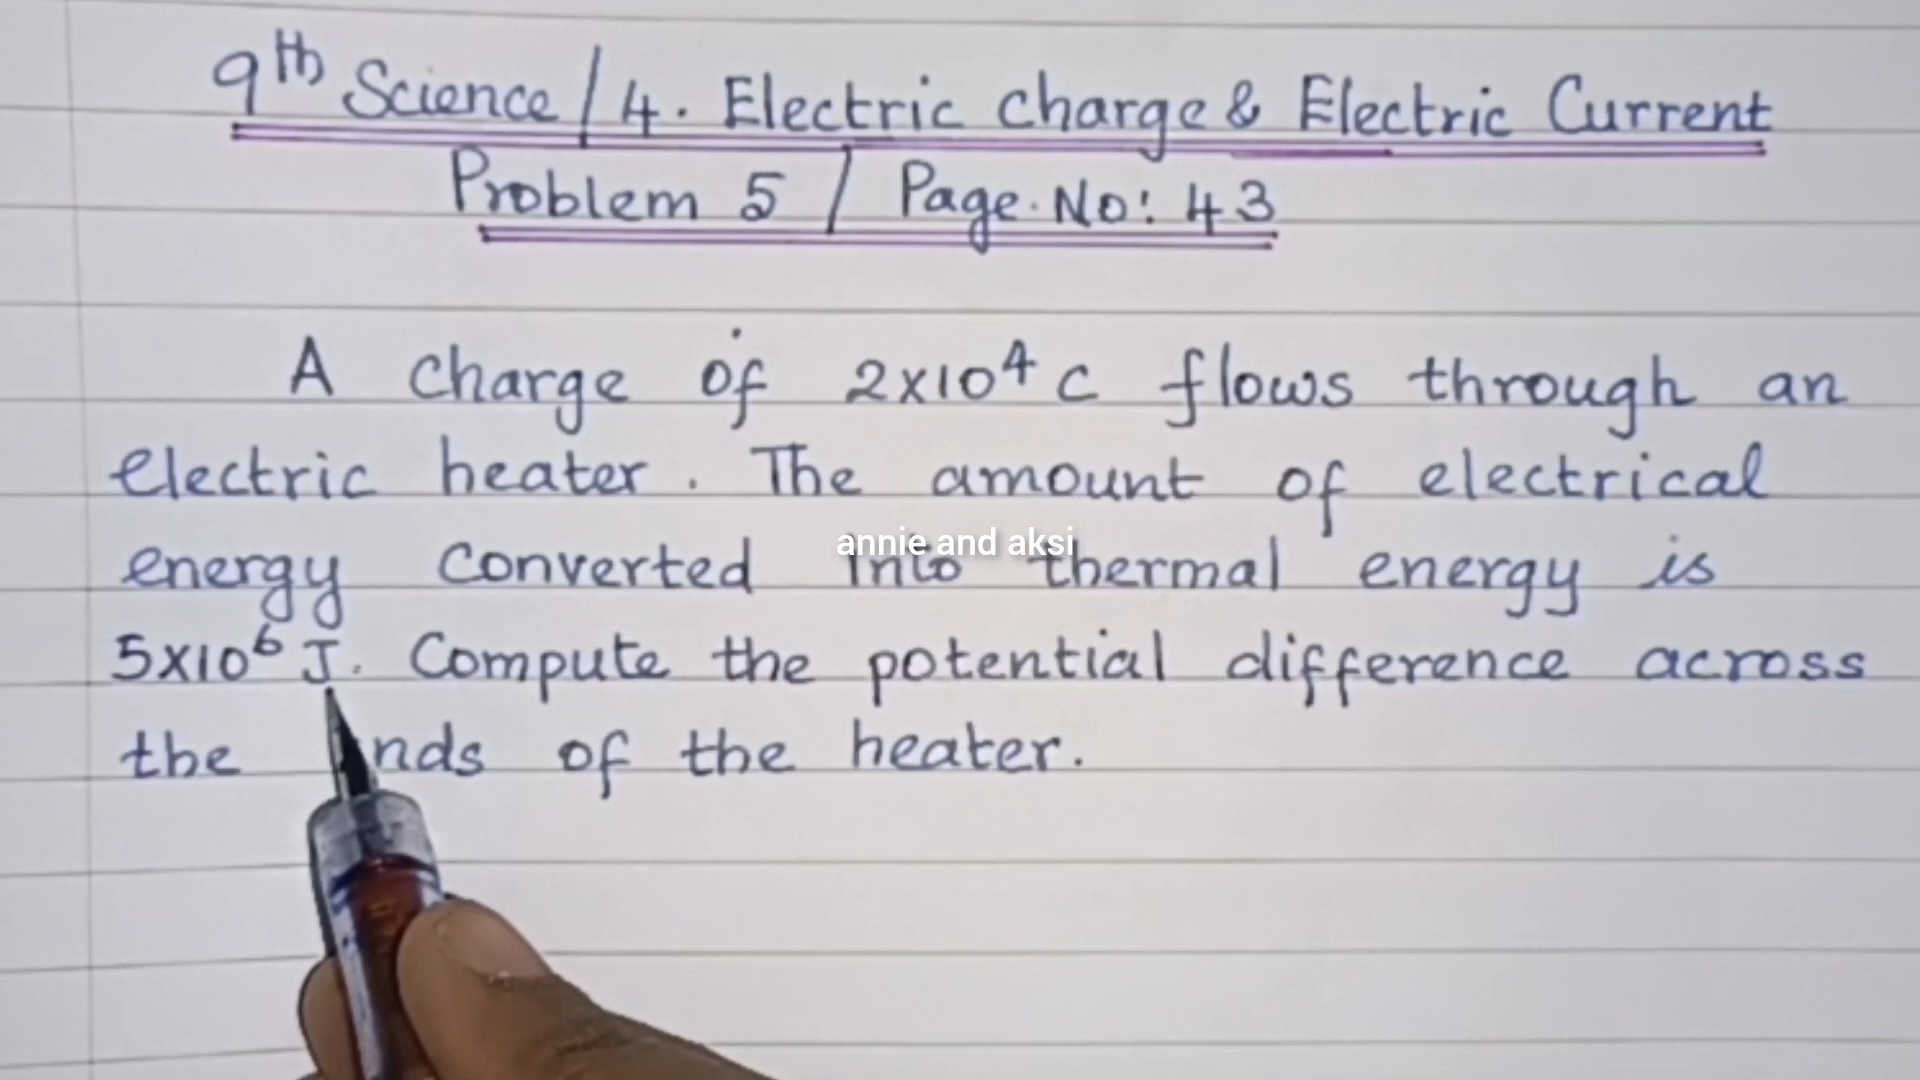 9th Science / 4. Electric charge & Electric Current
Problem 5 / Page.No: 43
A charge of 2x10⁴ C flows through an
electric heater. The amount of electrical
energy converted into thermal energy is
annie and aksi
5x10⁶ J. Compute the potential difference across
the nds of the heater.